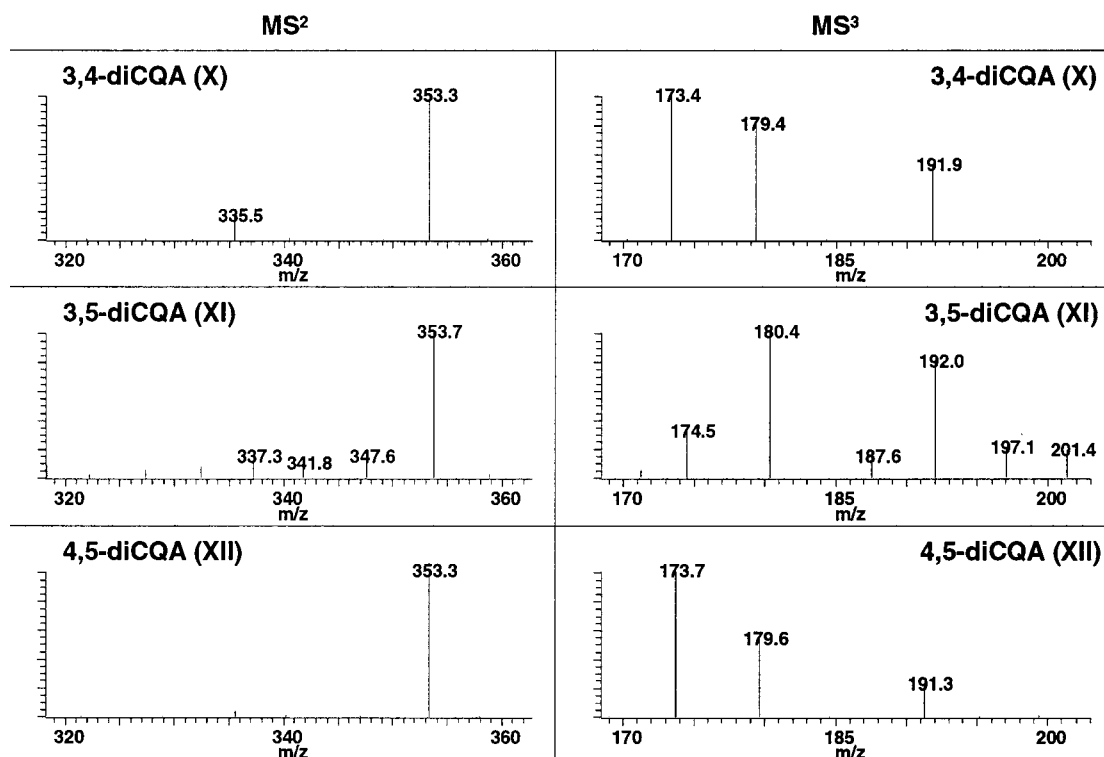 MS²
MS³
3,4-diCQA (X)
353.3
335.5
320
340
360
m/z
3,4-diCQA (X)
173.4
179.4
191.9
170
185
200
m/z
3,5-diCQA (XI)
353.7
337.3
341.8
347.6
320
340
360
m/z
3,5-diCQA (XI)
180.4
192.0
174.5
187.6
197.1
201.4
170
185
200
m/z
4,5-diCQA (XII)
353.3
320
340
360
m/z
4,5-diCQA (XII)
173.7
179.6
191.3
170
185
200
m/z